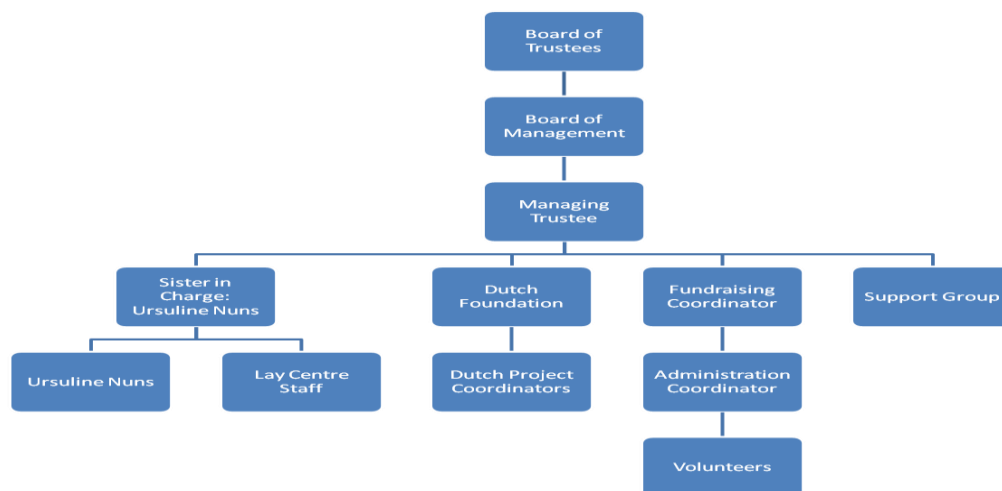 Board of
Trustees
Board of
Management
Managing
Trustee
Sister in
Charge:
Ursuline Nuns
Dutch
Foundation
Fundraising
Coordinator
Support Group
Ursuline Nuns
Lay Centre
Staff
Dutch Project
Coordinators
Administration
Coordinator
Volunteers